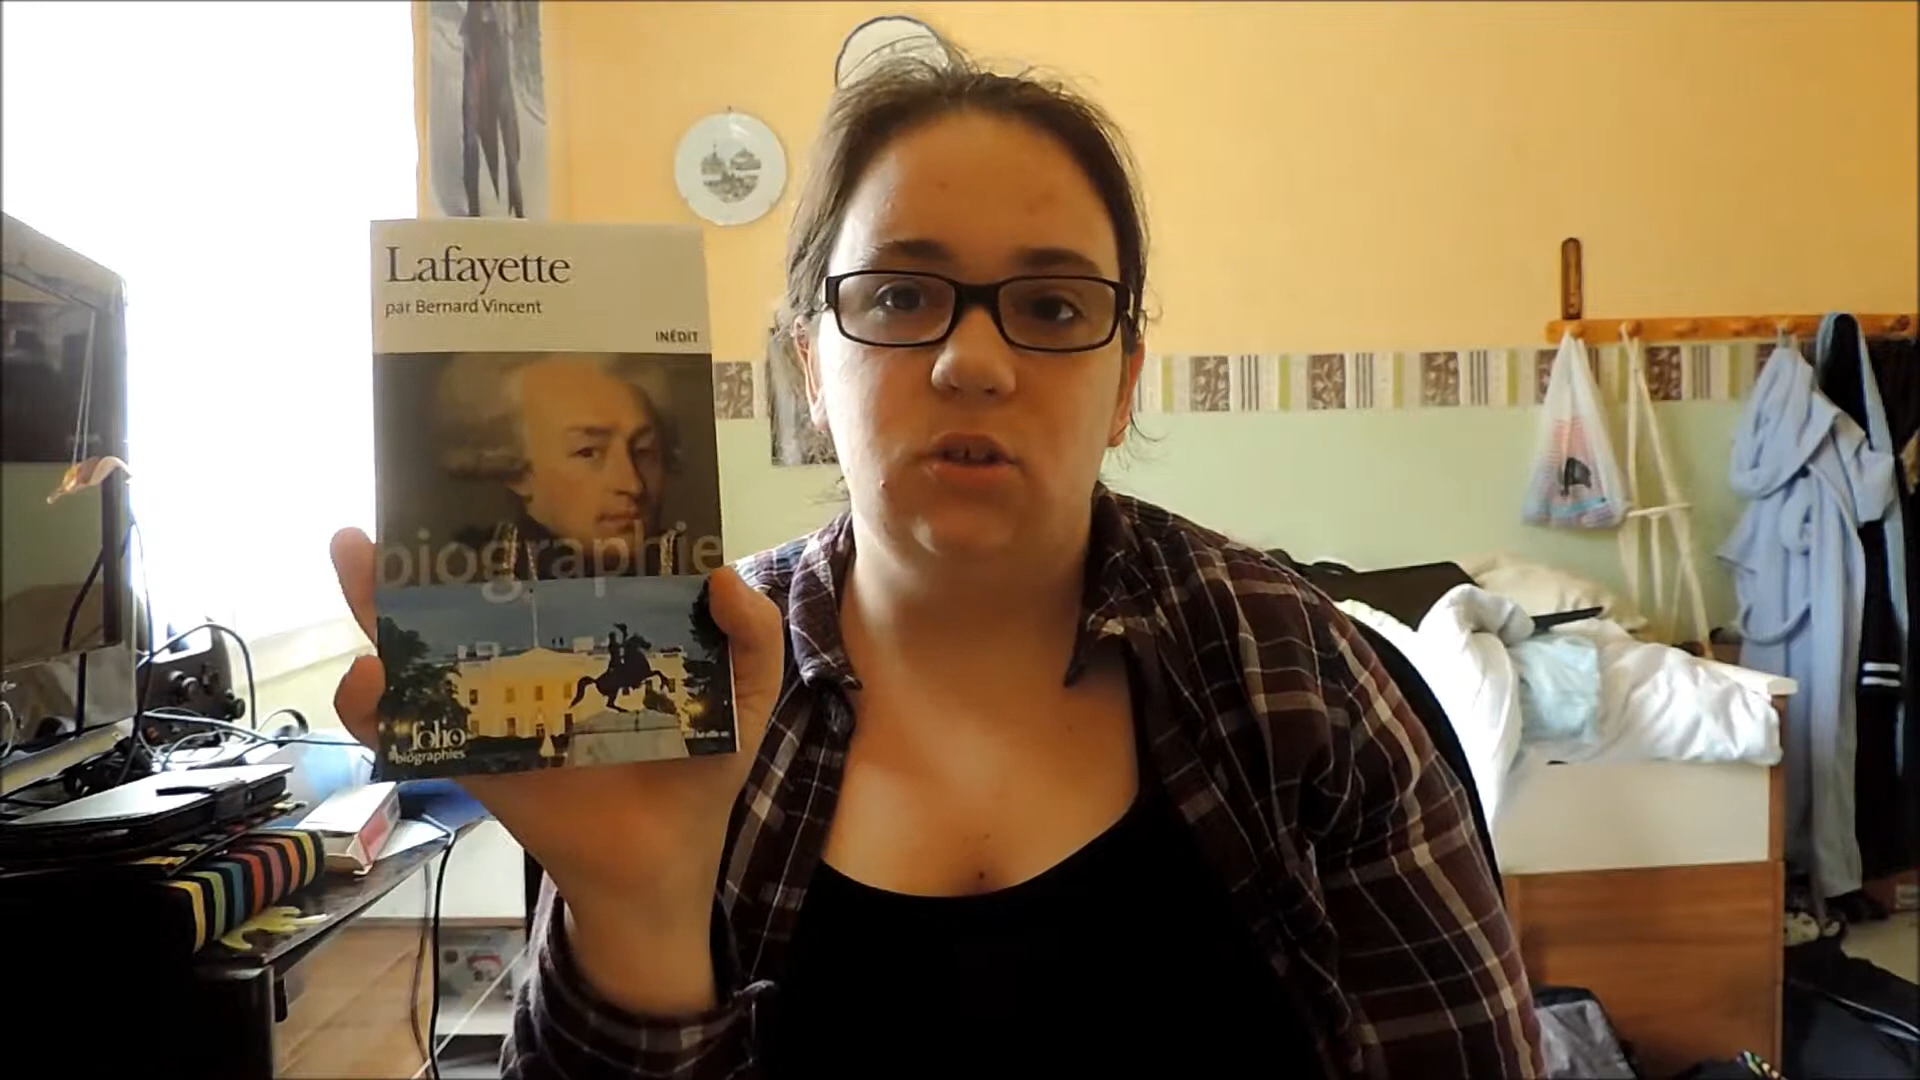 Lafayette
par Bernard Vincent
INÉDIT
biographie
folio
biographies